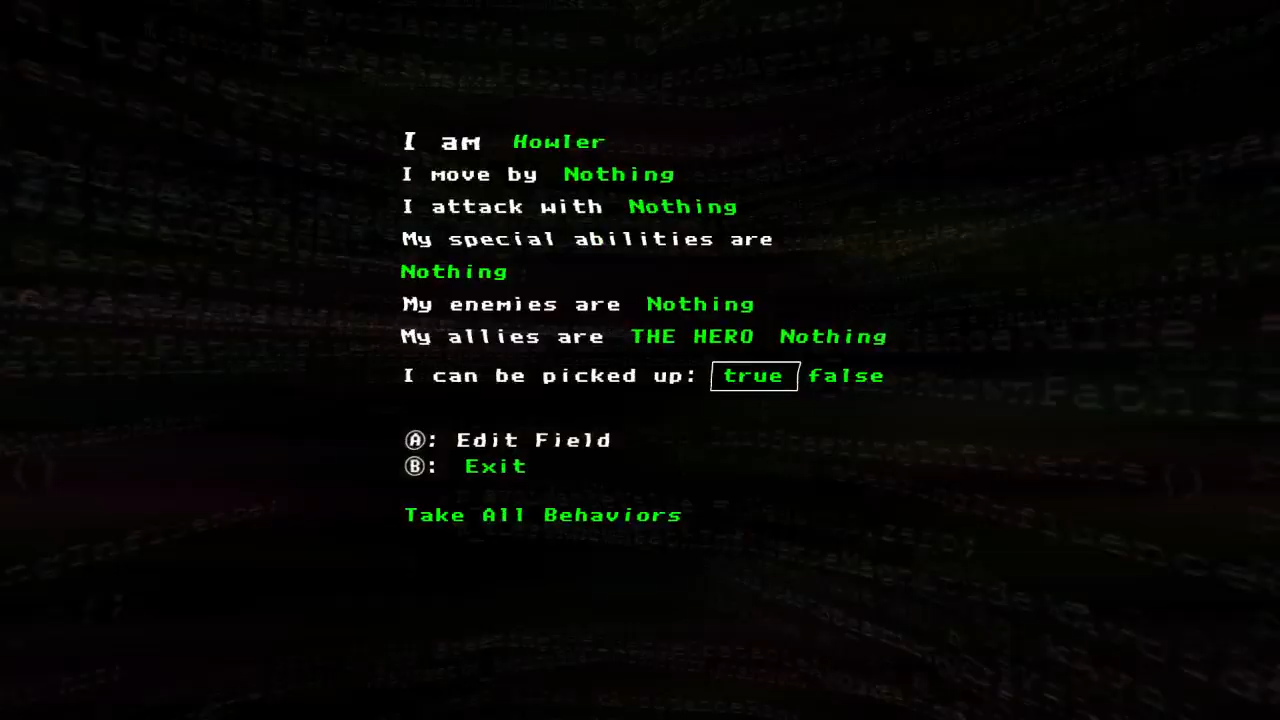 I am Howler
I move by Nothing
I attack with Nothing
My special abilities are
Nothing
My enemies are Nothing
My allies are THE HERO Nothing
I can be picked up: true false
Ⓐ: Edit Field
Ⓑ: Exit
Take All Behaviors